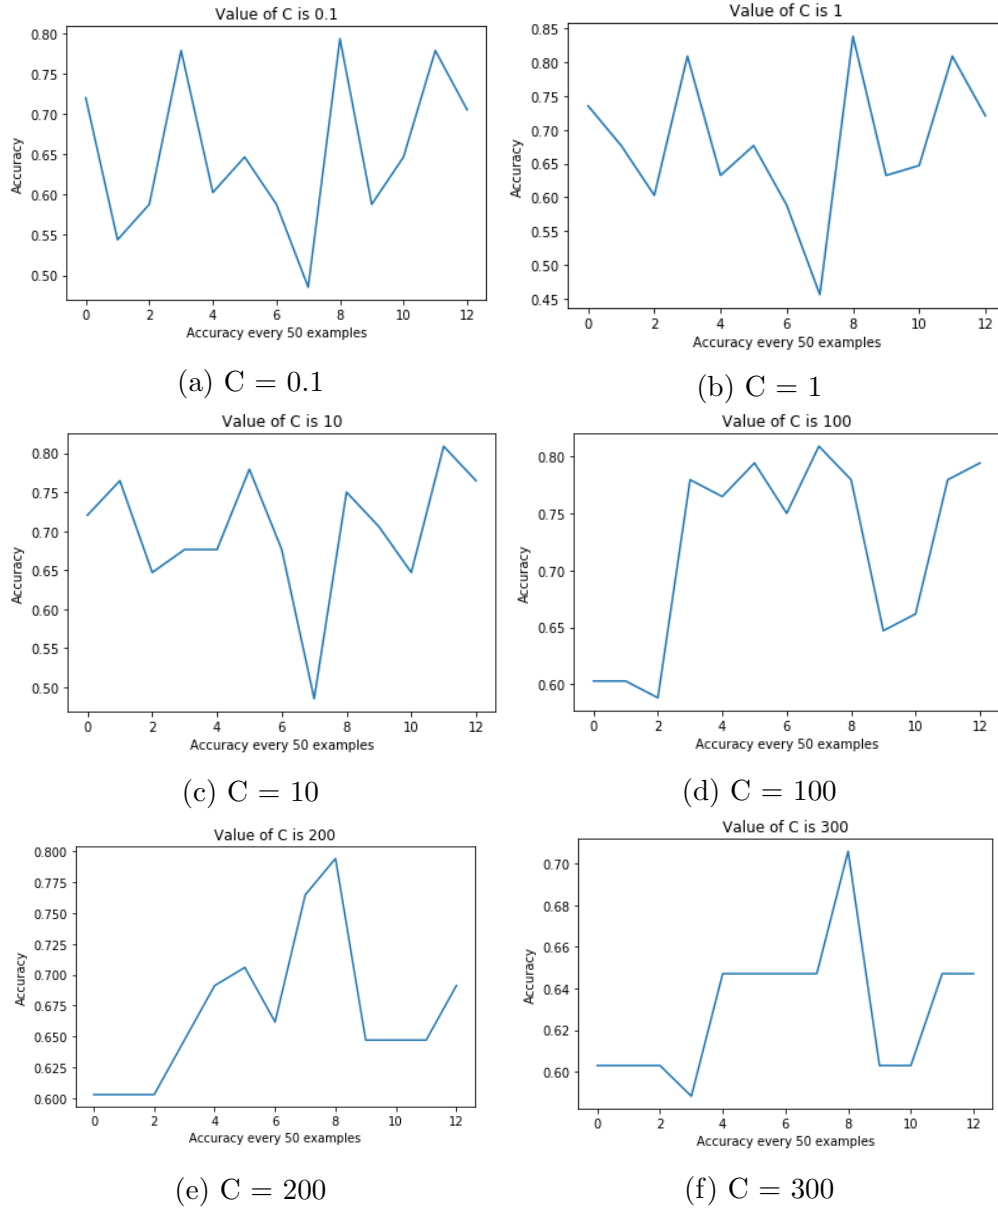 Value of C is 0.1
0.80
0.75
0.70
0.65
0.60
0.55
0.50
Accuracy
0 2 4 6 8 10 12
Accuracy every 50 examples
(a) C = 0.1
Value of C is 1
0.85
0.80
0.75
0.70
0.65
0.60
0.55
0.50
0.45
Accuracy
0 2 4 6 8 10 12
Accuracy every 50 examples
(b) C = 1
Value of C is 10
0.80
0.75
0.70
0.65
0.60
0.55
0.50
Accuracy
0 2 4 6 8 10 12
Accuracy every 50 examples
(c) C = 10
Value of C is 100
0.80
0.75
0.70
0.65
0.60
Accuracy
0 2 4 6 8 10 12
Accuracy every 50 examples
(d) C = 100
Value of C is 200
0.800
0.775
0.750
0.725
0.700
0.675
0.650
0.625
0.600
Accuracy
0 2 4 6 8 10 12
Accuracy every 50 examples
(e) C = 200
Value of C is 300
0.70
0.68
0.66
0.64
0.62
0.60
Accuracy
0 2 4 6 8 10 12
Accuracy every 50 examples
(f) C = 300